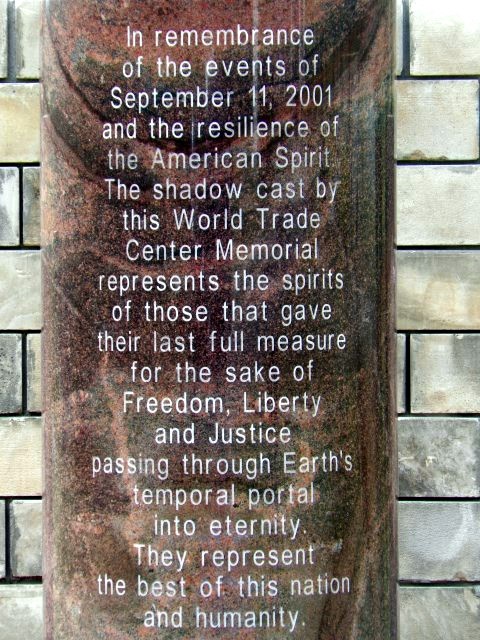 In remembrance
of the events of
September 11, 2001
and the resilience of
the American Spirit
The shadow cast by
this World Trade
Center Memorial
represents the spirits
of those that gave
their last full measure
for the sake of
Freedom, Liberty
and Justice
passing through Earth's
temporal portal
into eternity.
They represent
the best of this nation
and humanity.